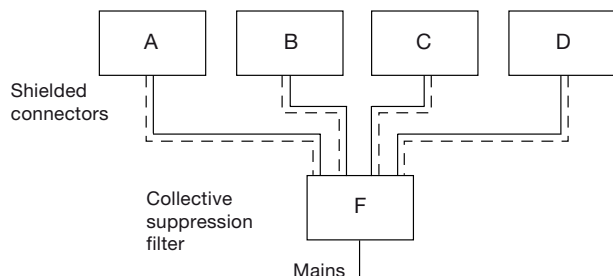 A
B
C
D
Shielded
connectors
Collective
suppression
filter
F
Mains